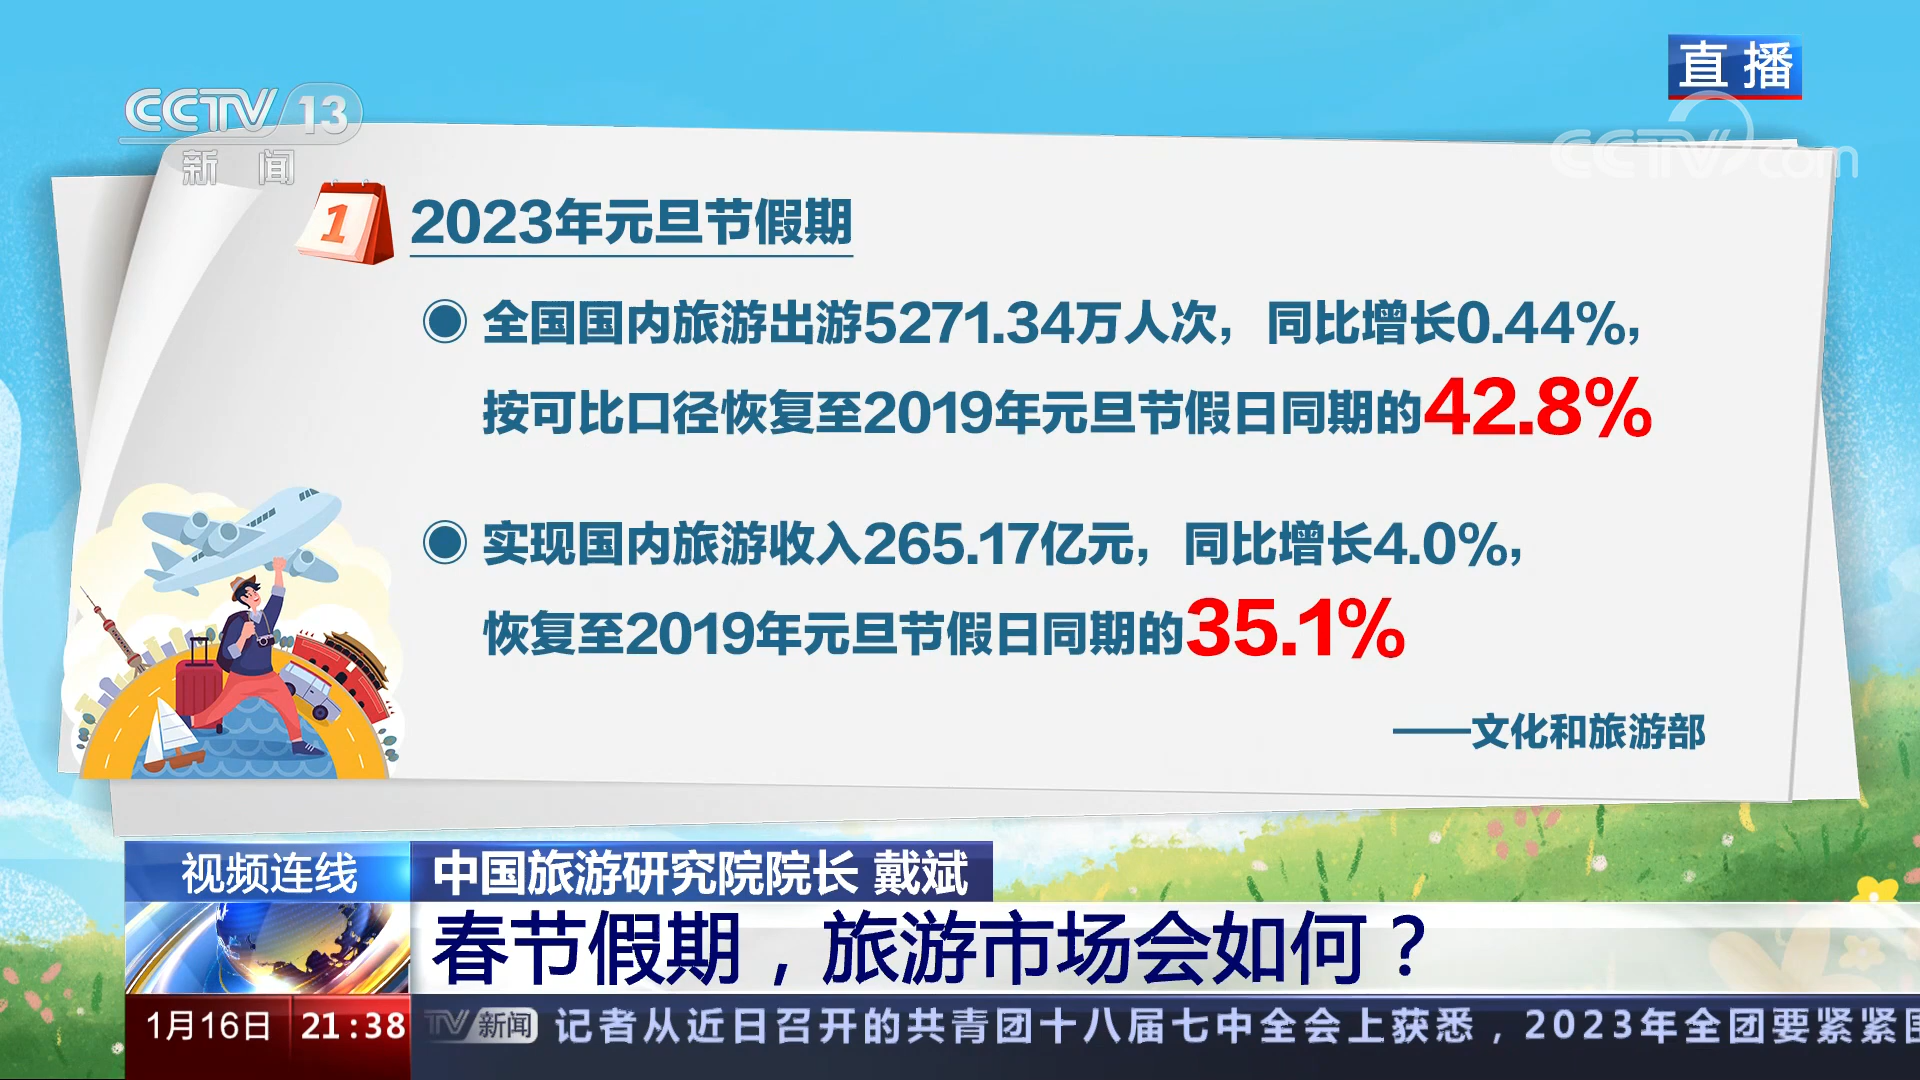 直播
CCTV 13
新闻
CCTV.com
1
2023年元旦节假期
全国国内旅游出游5271.34万人次，同比增长0.44%，
按可比口径恢复至2019年元旦节假日同期的42.8%
实现国内旅游收入265.17亿元，同比增长4.0%，
恢复至2019年元旦节假日同期的35.1%
——文化和旅游部
视频连线
中国旅游研究院院长 戴斌
春节假期，旅游市场会如何？
1月16日 21:38
TV新闻 记者从近日召开的共青团十八届七中全会上获悉，2023年全团要紧紧围